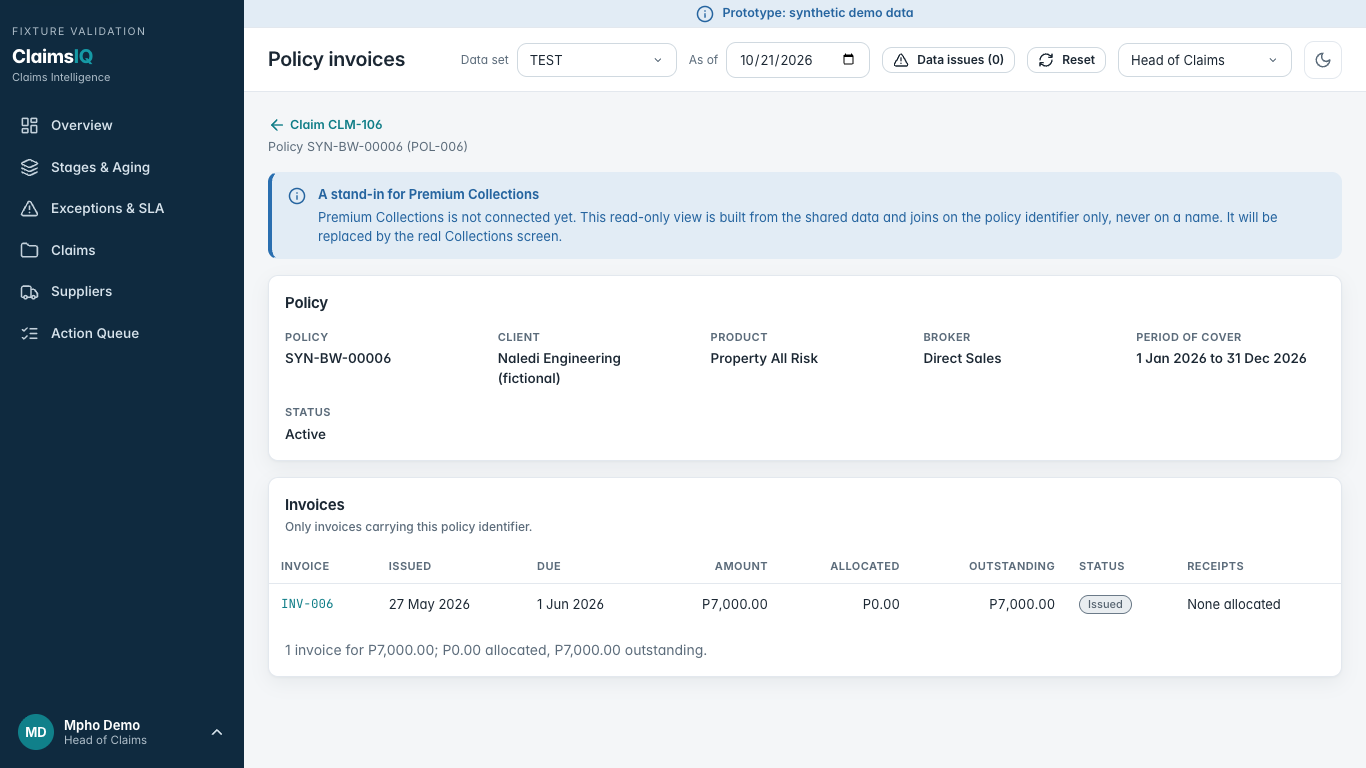 Prototype: synthetic demo data
FIXTURE VALIDATION
ClaimsIQ
Claims Intelligence
Overview
Stages & Aging
Exceptions & SLA
Claims
Suppliers
Action Queue
MD
Mpho Demo
Head of Claims
Policy invoices
Data set
TEST
As of
10/21/2026
Data issues (0)
Reset
Head of Claims
Claim CLM-106
Policy SYN-BW-00006 (POL-006)
A stand-in for Premium Collections
Premium Collections is not connected yet. This read-only view is built from the shared data and joins on the policy identifier only, never on a name. It will be
replaced by the real Collections screen.
Policy
POLICY CLIENT PRODUCT BROKER PERIOD OF COVER
SYN-BW-00006 Naledi Engineering Property All Risk Direct Sales 1 Jan 2026 to 31 Dec 2026
(fictional)
STATUS
Active
Invoices
Only invoices carrying this policy identifier.
INVOICE ISSUED DUE AMOUNT ALLOCATED OUTSTANDING STATUS RECEIPTS
INV-006 27 May 2026 1 Jun 2026 P7,000.00 P0.00 P7,000.00 Issued None allocated
1 invoice for P7,000.00; P0.00 allocated, P7,000.00 outstanding.